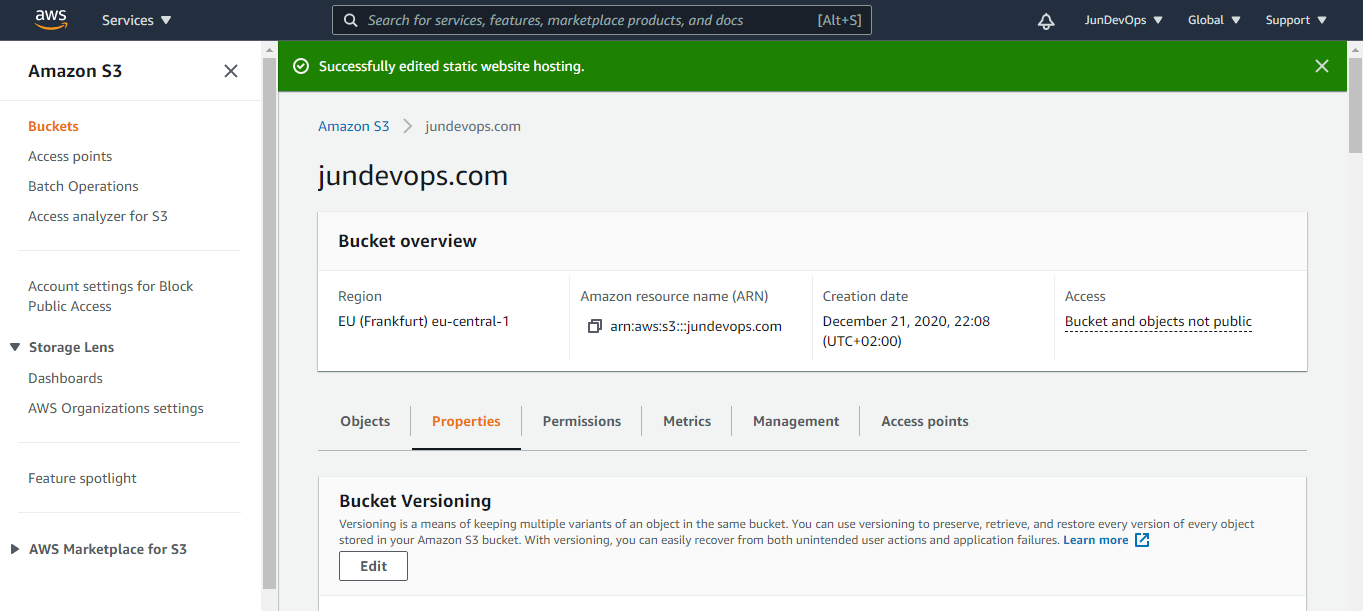 aws
Services
Search for services, features, marketplace products, and docs
[Alt+S]
JunDevOps
Global
Support
Amazon S3
Buckets
Access points
Batch Operations
Access analyzer for S3
Account settings for Block
Public Access
Storage Lens
Dashboards
AWS Organizations settings
Feature spotlight
AWS Marketplace for S3
Successfully edited static website hosting.
Amazon S3
jundevops.com
jundevops.com
Bucket overview
Region
EU (Frankfurt) eu-central-1
Amazon resource name (ARN)
arn:aws:s3:::jundevops.com
Creation date
December 21, 2020, 22:08
(UTC+02:00)
Access
Bucket and objects not public
Objects
Properties
Permissions
Metrics
Management
Access points
Bucket Versioning
Versioning is a means of keeping multiple variants of an object in the same bucket. You can use versioning to preserve, retrieve, and restore every version of every object
stored in your Amazon S3 bucket. With versioning, you can easily recover from both unintended user actions and application failures. Learn more
Edit